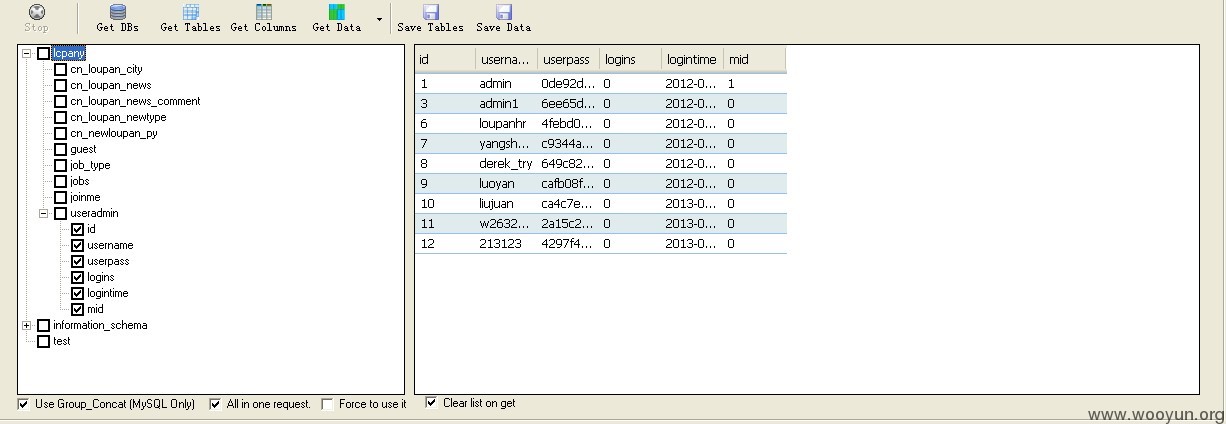 Stop Get DBs Get Tables Get Columns Get Data Save Tables Save Data
lcpany
cn_loupan_city
cn_loupan_news
cn_loupan_news_comment
cn_loupan_newtype
cn_newloupan_py
guest
job_type
jobs
joinme
useradmin
id
username
userpass
logins
logintime
mid
information_schema
test
id userna... userpass logins logintime mid
1 admin 0de92d... 0 2012-0... 1
3 admin1 6ee65d... 0 2012-0... 0
6 loupanhr 4febd0... 0 2012-0... 0
7 yangsh... c9344a... 0 2012-0... 0
8 derek_try 649c82... 0 2012-0... 0
9 luoyan cafb08f... 0 2012-0... 0
10 liujuan ca4c7e... 0 2013-0... 0
11 w2632... 2a15c2... 0 2013-0... 0
12 213123 4297f4... 0 2013-0... 0
Use Group_Concat (MySQL Only) All in one request. Force to use it Clear list on get
www.wooyun.org